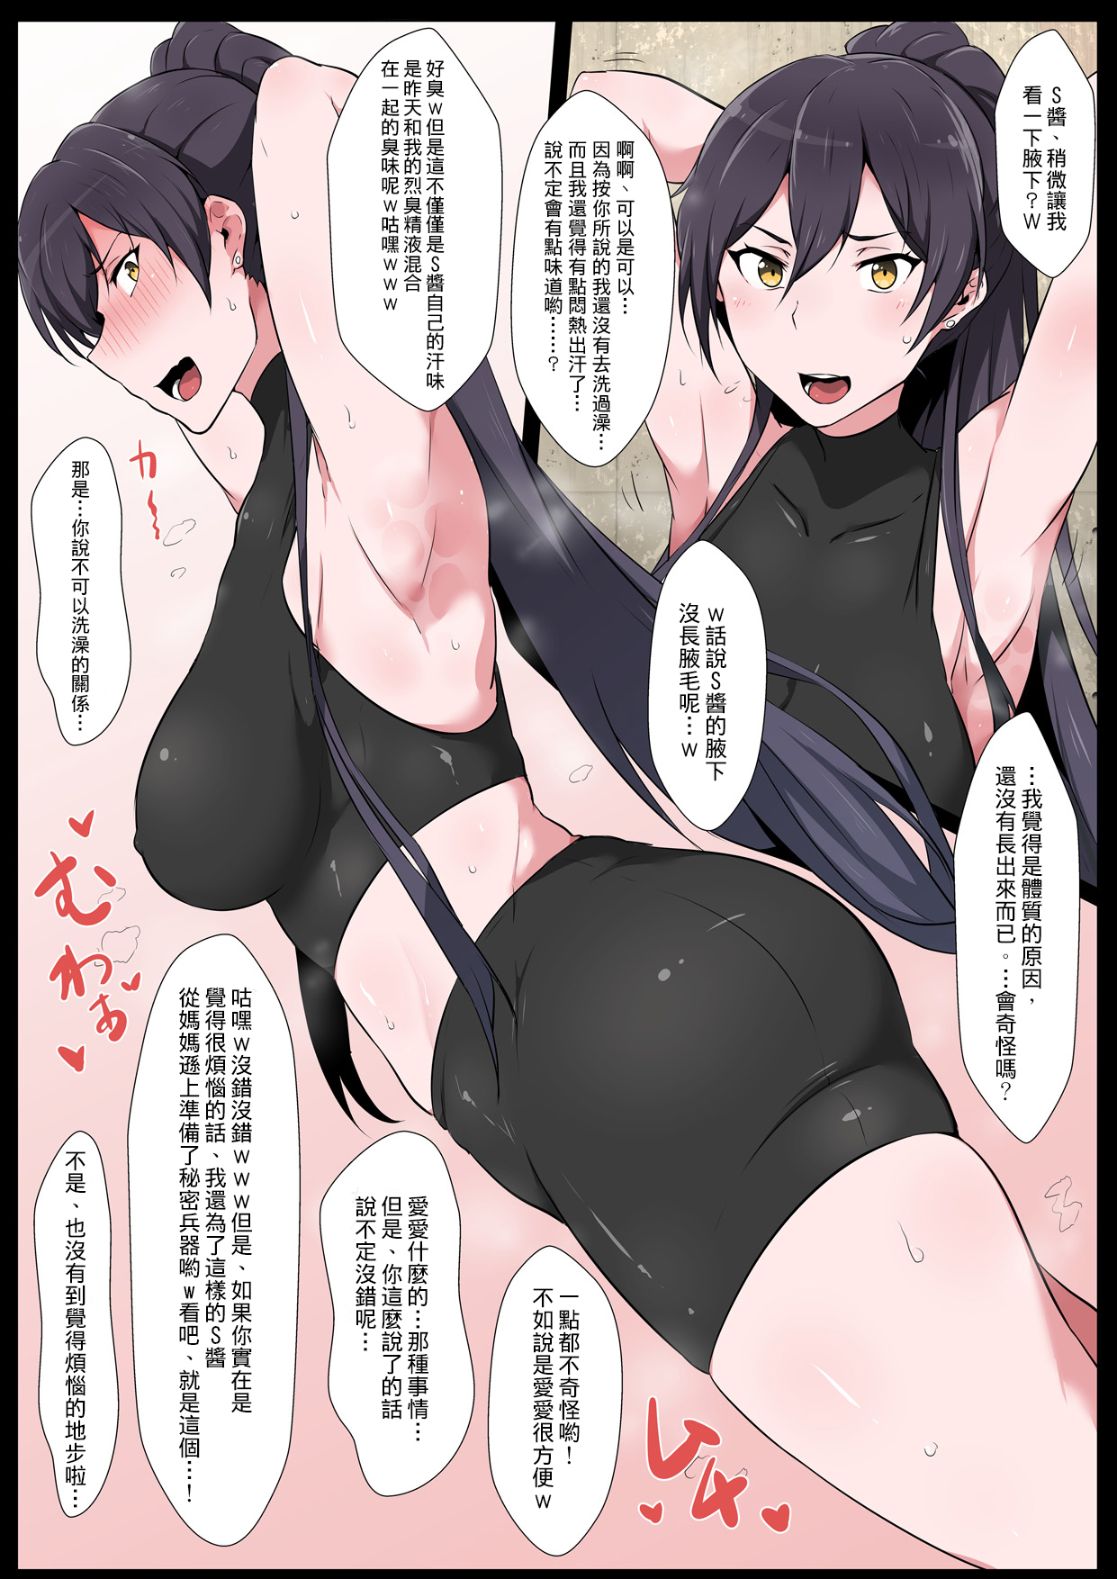 S醬、稍微讓我
看一下腋下？W
啊啊、可以是可以…
因為按你所說的我還沒有去洗過澡…
而且我還覺得有點悶熱出汗了…
說不定會有點味道喲……？
W話說S醬的腋下
沒長腋毛呢…W
…我覺得是體質的原因，
還沒有長出來而已。…會奇怪嗎？
一點都不奇怪喲！
不如說是愛愛很方便W
愛愛什麼的…那種事情…
但是、你這麼說了的話
說不定沒錯呢…
好臭W但是這不僅僅是S醬自己的汗味
是昨天和我的烈臭精液混合
在一起的臭味呢W咕嘿WWW
那是…你說不可以洗澡的關係…
咕嘿W沒錯沒錯WWW但是、如果你實在是
覺得很煩惱的話、我還為了這樣的S醬
從媽媽遜上準備了秘密兵器喲W看吧、就是這個…！
不是、也沒有到覺得煩惱的地步啦…
カ〜
むわぁ